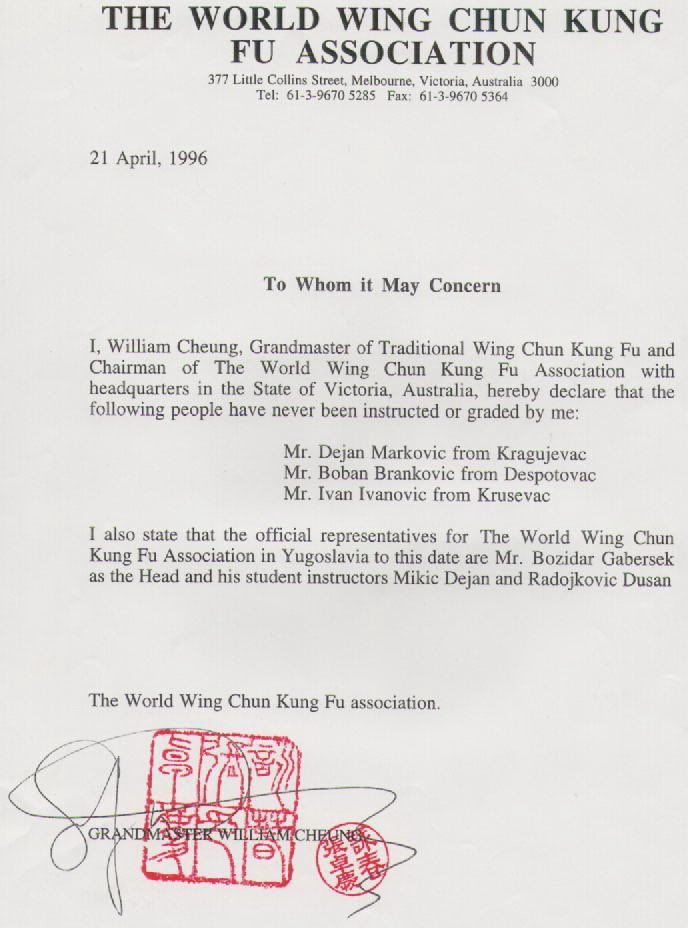 THE WORLD WING CHUN KUNG
FU ASSOCIATION
377 Little Collins Street, Melbourne, Victoria, Australia 3000
Tel: 61-3-9670 5285 Fax: 61-3-9670 5364
21 April, 1996
To Whom it May Concern
I, William Cheung, Grandmaster of Traditional Wing Chun Kung Fu and
Chairman of The World Wing Chun Kung Fu Association with
headquarters in the State of Victoria, Australia, hereby declare that the
following people have never been instructed or graded by me:
Mr. Dejan Markovic from Kragujevac
Mr. Boban Brankovic from Despotovac
Mr. Ivan Ivanovic from Krusevac
I also state that the official representatives for The World Wing Chun
Kung Fu Association in Yugoslavia to this date are Mr. Bozidar Gabersek
as the Head and his student instructors Mikic Dejan and Radojkovic Dusan
The World Wing Chun Kung Fu association.
GRANDMASTER WILLIAM CHEUNG
詠春
張卓慶